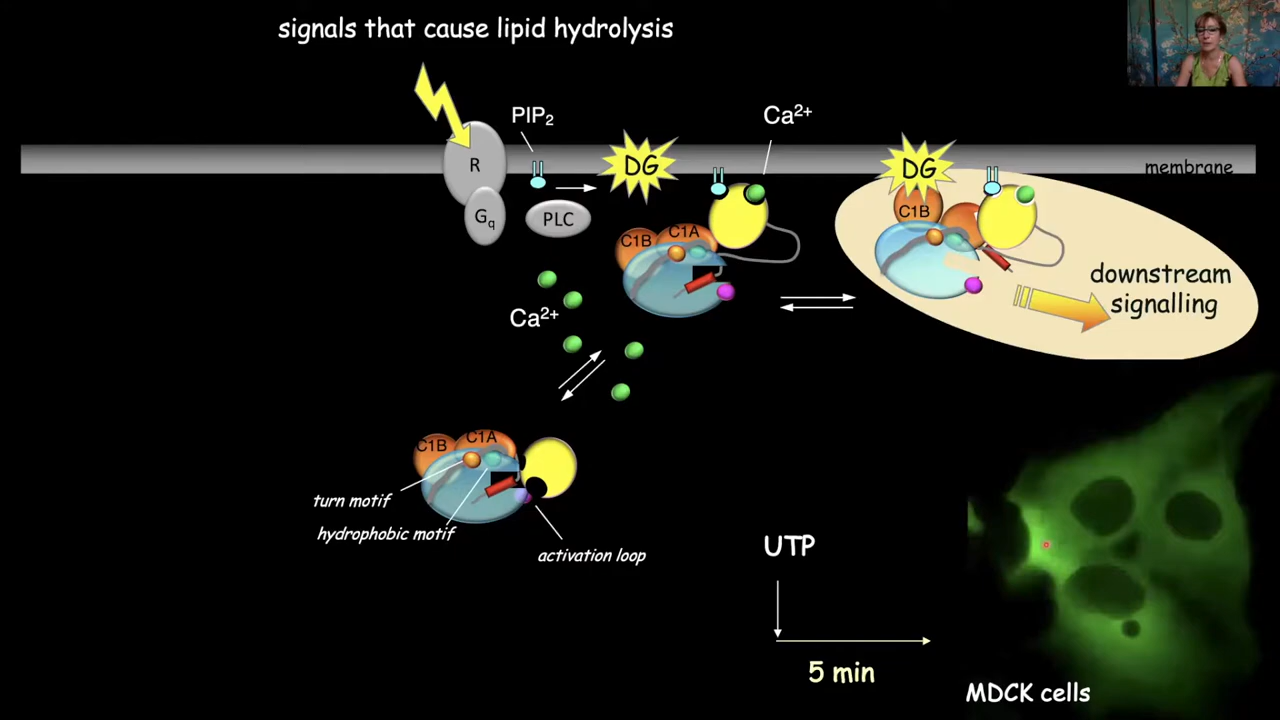 signals that cause lipid hydrolysis
PIP₂
Ca²⁺
R
DG
DG
membrane
Gq
PLC
C1B
C1A
C1B
downstream
signalling
Ca²⁺
C1B
C1A
turn motif
hydrophobic motif
activation loop
UTP
5 min
MDCK cells